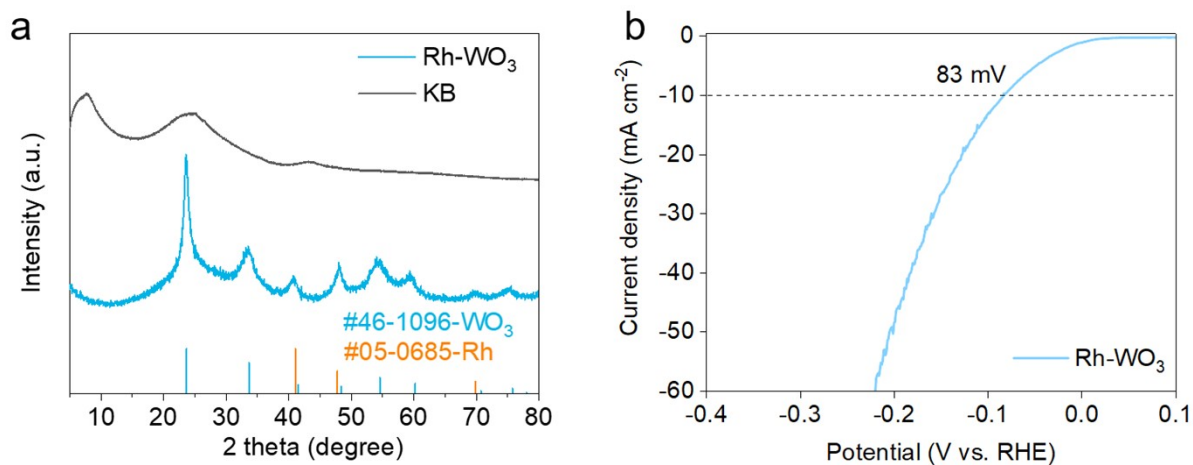 a
Rh-WO₃
KB
Intensity (a.u.)
#46-1096-WO₃
#05-0685-Rh
10 20 30 40 50 60 70 80
2 theta (degree)
b
0
-10
-20
-30
-40
-50
-60
83 mV
Current density (mA cm⁻²)
Rh-WO₃
-0.4 -0.2 -0.1 0.0 0.1
Potential (V vs. RHE)